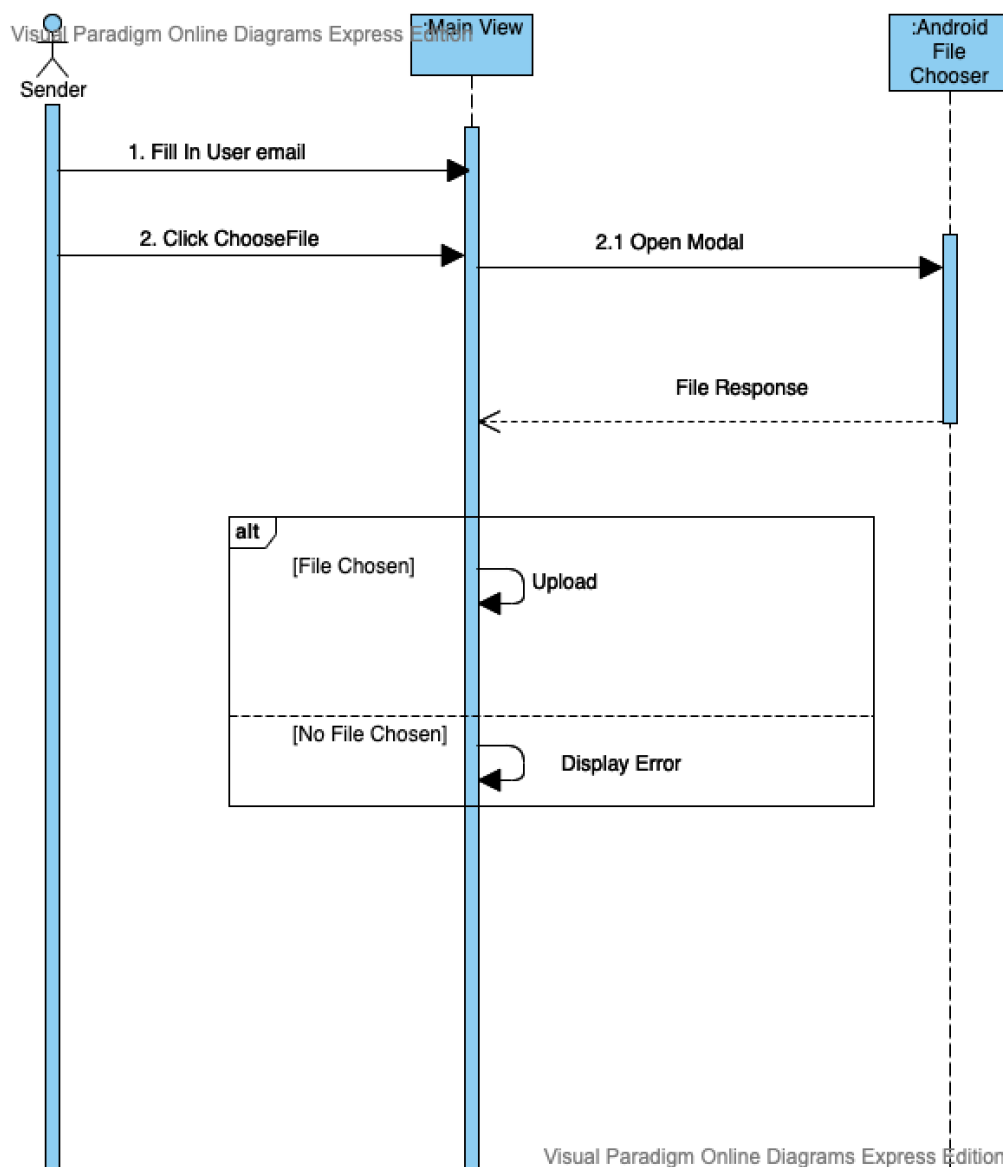 Visual Paradigm Online Diagrams Express Edition
:Main View
:Android
File
Chooser
Sender
1. Fill In User email
2. Click ChooseFile
2.1 Open Modal
File Response
alt
[File Chosen]
Upload
[No File Chosen]
Display Error
Visual Paradigm Online Diagrams Express Edition